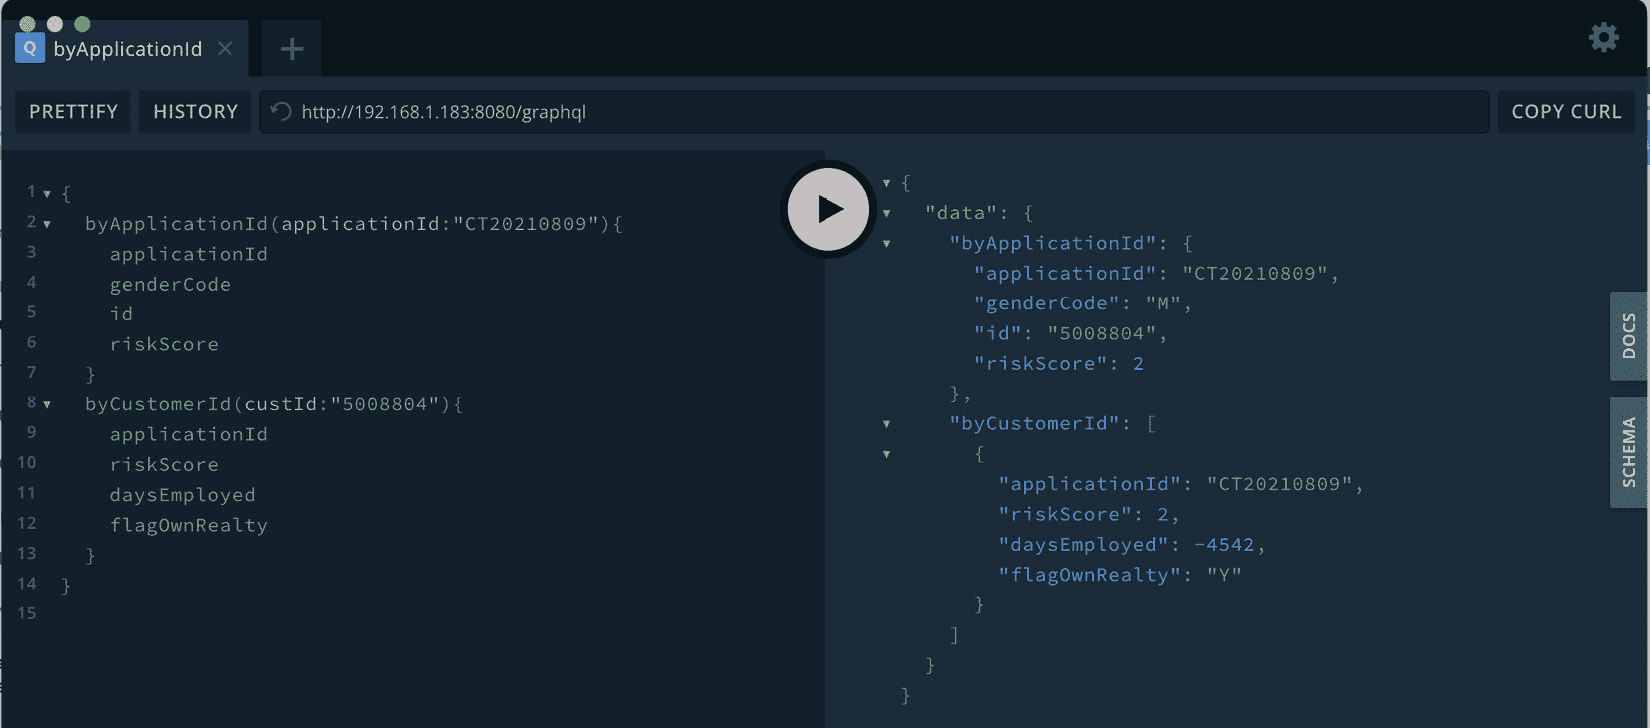 Q byApplicationId
PRETTIFY HISTORY http://192.168.1.183:8080/graphql COPY CURL
1 {
2 byApplicationId(applicationId:"CT20210809"){
3 applicationId
4 genderCode
5 id
6 riskScore
7 }
8 byCustomerId(custId:"5008804"){
9 applicationId
10 riskScore
11 daysEmployed
12 flagOwnRealty
13 }
14 }
15
{
"data": {
"byApplicationId": {
"applicationId": "CT20210809",
"genderCode": "M",
"id": "5008804",
"riskScore": 2
},
"byCustomerId": [
{
"applicationId": "CT20210809",
"riskScore": 2,
"daysEmployed": -4542,
"flagOwnRealty": "Y"
}
]
}
}
DOCS
SCHEMA